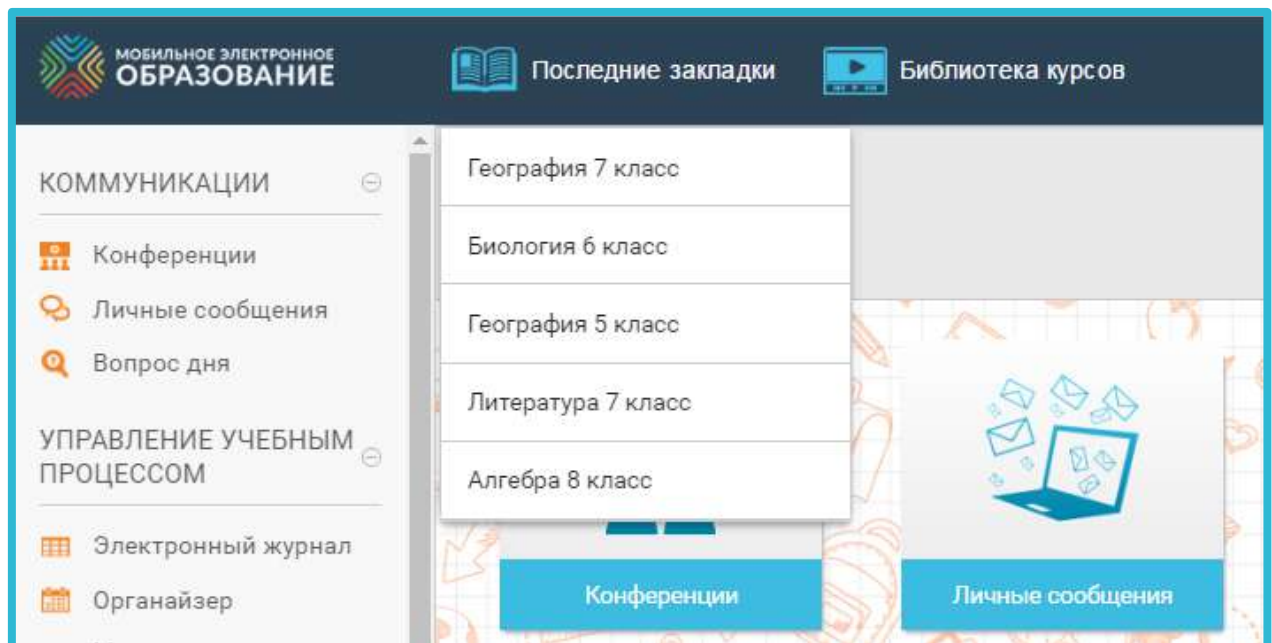 МОБИЛЬНОЕ ЭЛЕКТРОННОЕ
ОБРАЗОВАНИЕ
Последние закладки
Библиотека курсов
КОММУНИКАЦИИ
Конференции
Личные сообщения
Вопрос дня
УПРАВЛЕНИЕ УЧЕБНЫМ
ПРОЦЕССОМ
Электронный журнал
Органайзер
География 7 класс
Биология 6 класс
География 5 класс
Литература 7 класс
Алгебра 8 класс
Конференции
Личные сообщения